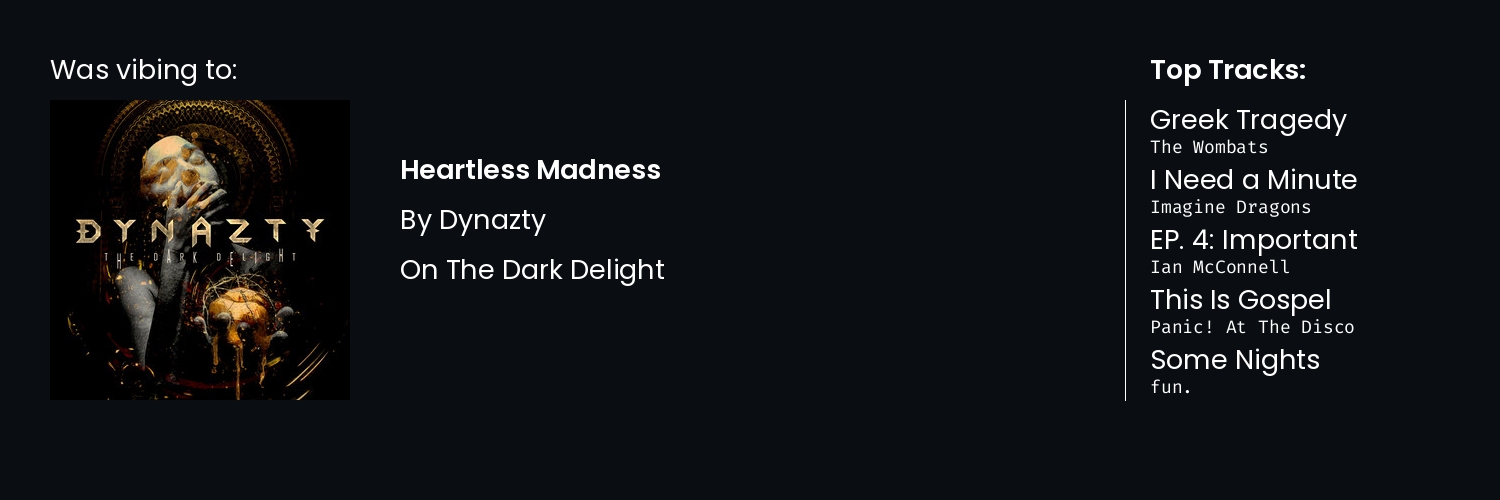 Was vibing to:
DYNAZTY
THE DARK DELIGHT
Heartless Madness
By Dynazty
On The Dark Delight
Top Tracks:
Greek Tragedy
The Wombats
I Need a Minute
Imagine Dragons
EP. 4: Important
Ian McConnell
This Is Gospel
Panic! At The Disco
Some Nights
fun.